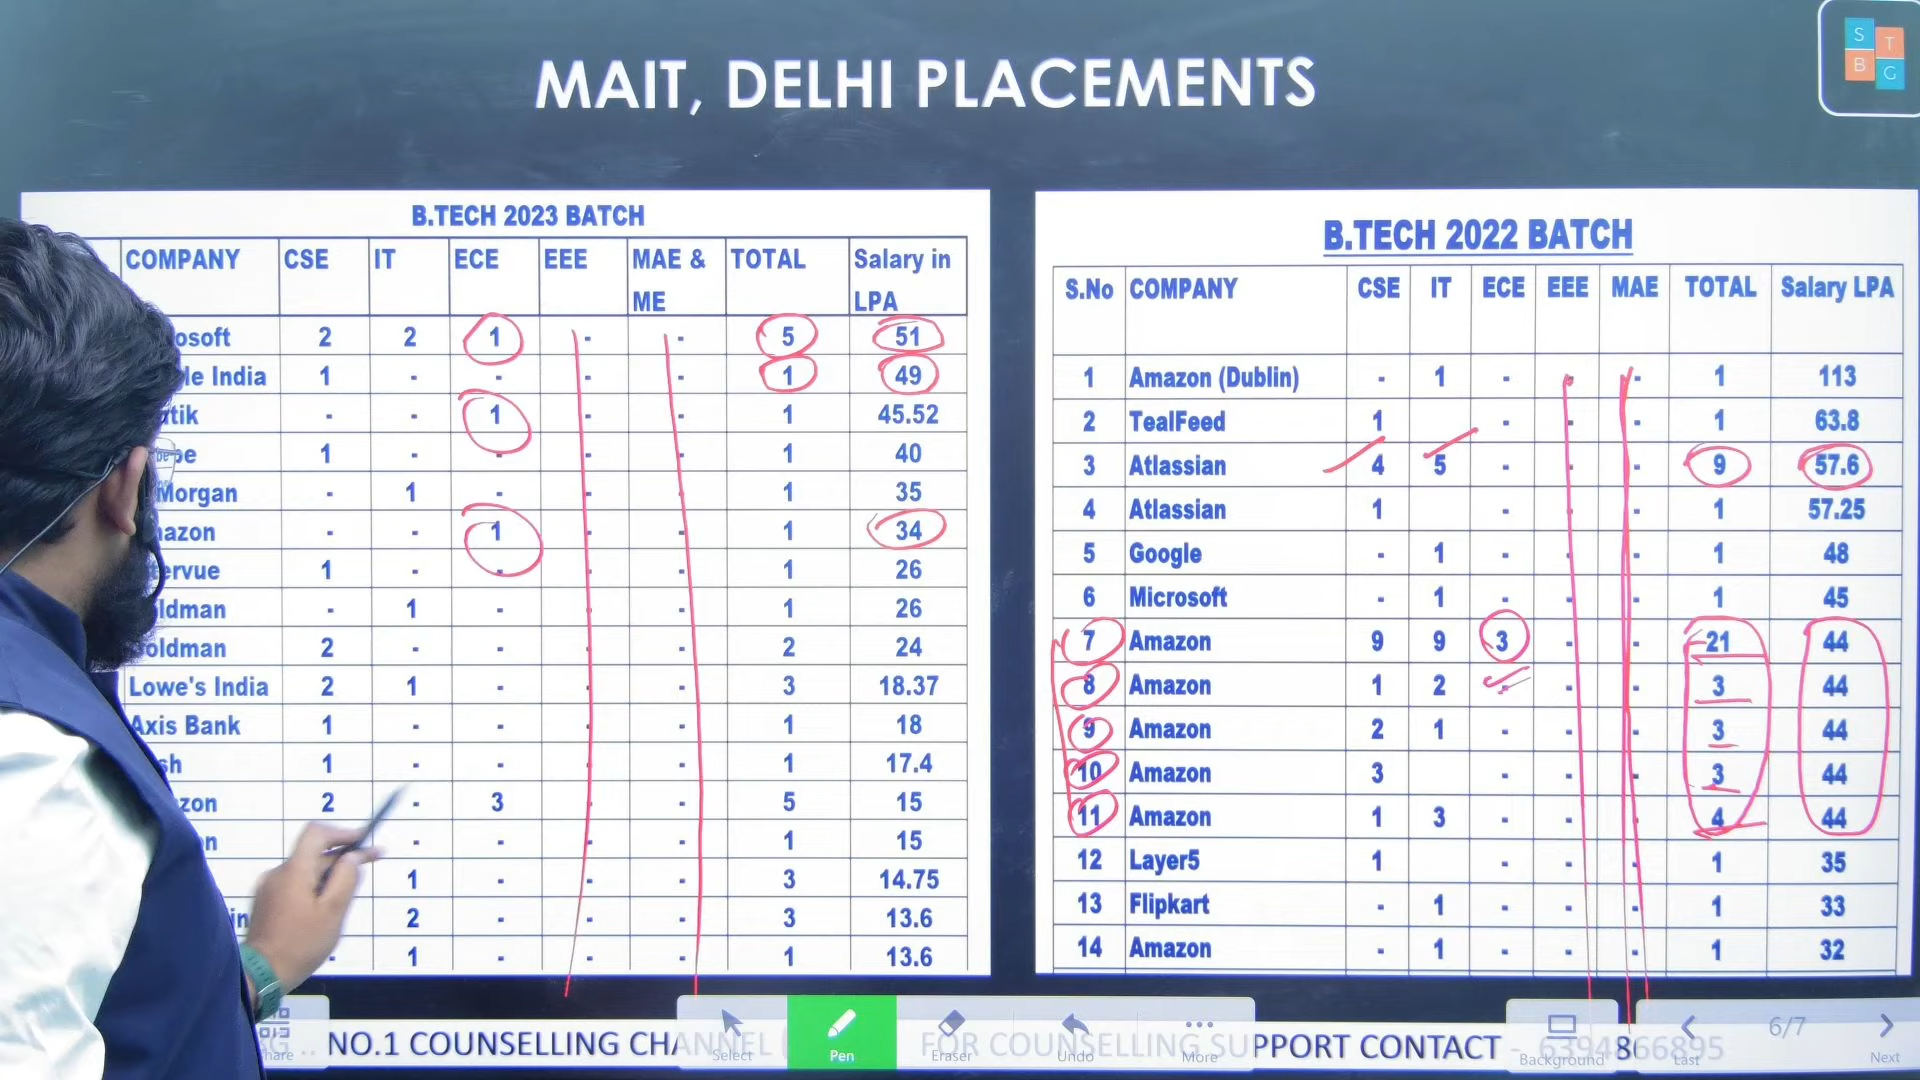 MAIT, DELHI PLACEMENTS
S T
B G
B.TECH 2023 BATCH
COMPANY CSE IT ECE EEE MAE & ME TOTAL Salary in LPA
osoft 2 2 1 - - 5 51
le India 1 - - - - 1 49
tik - - 1 - - 1 45.52
be 1 - - - - 1 40
Morgan - 1 - - - 1 35
azon - - 1 - - 1 34
ervue 1 - - - - 1 26
ldman - 1 - - - 1 26
oldman 2 - - - - 2 24
Lowe's India 2 1 - - - 3 18.37
Axis Bank 1 - - - - 1 18
sh 1 - - - - 1 17.4
zon 2 - 3 - - 5 15
on - - - - 1 15
1 - - - 3 14.75
in 2 - - - 3 13.6
- 1 - - - 1 13.6
B.TECH 2022 BATCH
S.No COMPANY CSE IT ECE EEE MAE TOTAL Salary LPA
1 Amazon (Dublin) - 1 - - - 1 113
2 TealFeed 1 - - - 1 63.8
3 Atlassian 4 5 - - - 9 57.6
4 Atlassian 1 - - - 1 57.25
5 Google - 1 - - - 1 48
6 Microsoft - 1 - - - 1 45
7 Amazon 9 9 3 - - 21 44
8 Amazon 1 2 - - - 3 44
9 Amazon 2 1 - - - 3 44
10 Amazon 3 - - - 3 44
11 Amazon 1 3 - - - 4 44
12 Layer5 1 - - - 1 35
13 Flipkart - 1 - - - 1 33
14 Amazon - 1 - - - 1 32
NO.1 COUNSELLING CHANNEL FOR COUNSELLING SUPPORT CONTACT -
hare Select Pen Eraser Undo More Background Last 6/7 Next